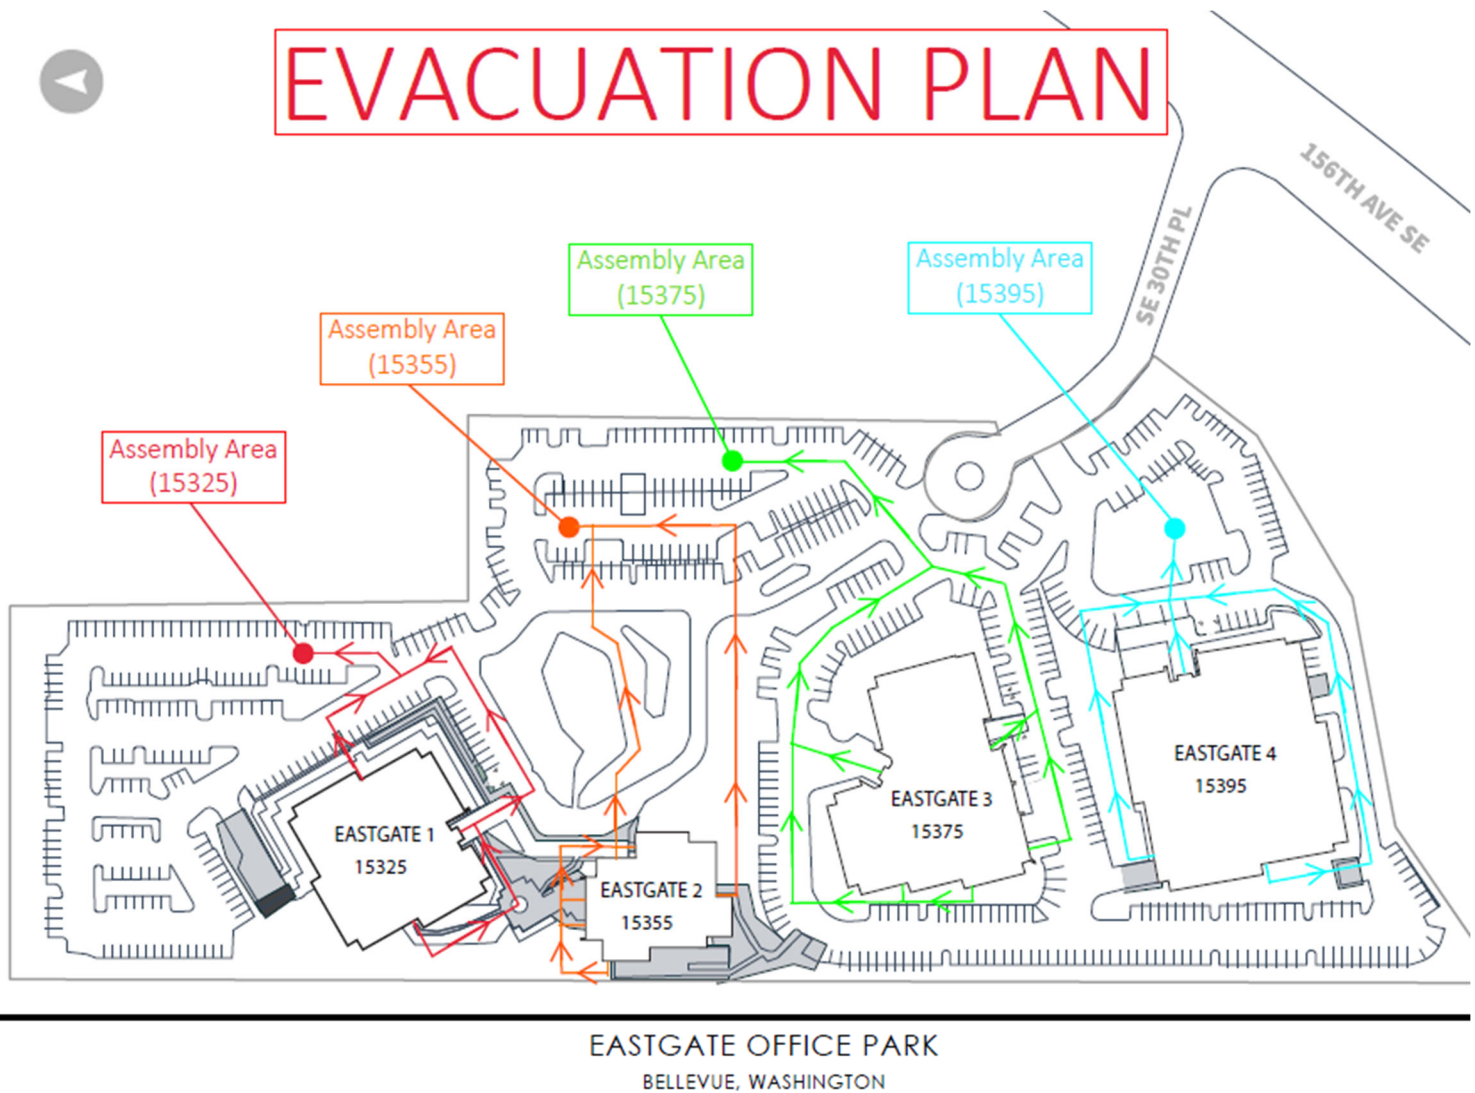 EVACUATION PLAN
156TH AVE SE
SE 30TH PL
Assembly Area
(15375)
Assembly Area
(15395)
Assembly Area
(15355)
Assembly Area
(15325)
EASTGATE 4
15395
EASTGATE 3
15375
EASTGATE 1
15325
EASTGATE 2
15355
EASTGATE OFFICE PARK
BELLEVUE, WASHINGTON